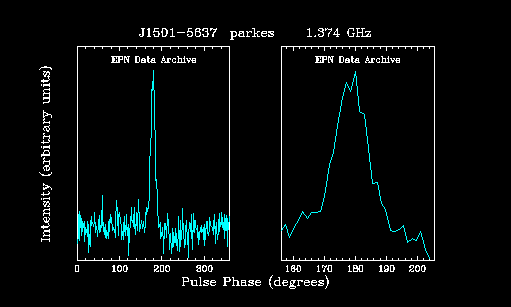 J1501-5637 parkes 1.374 GHz
EPN Data Archive EPN Data Archive
Intensity (arbitrary units)
0 100 200 300 160 170 180 190 200
Pulse Phase (degrees)